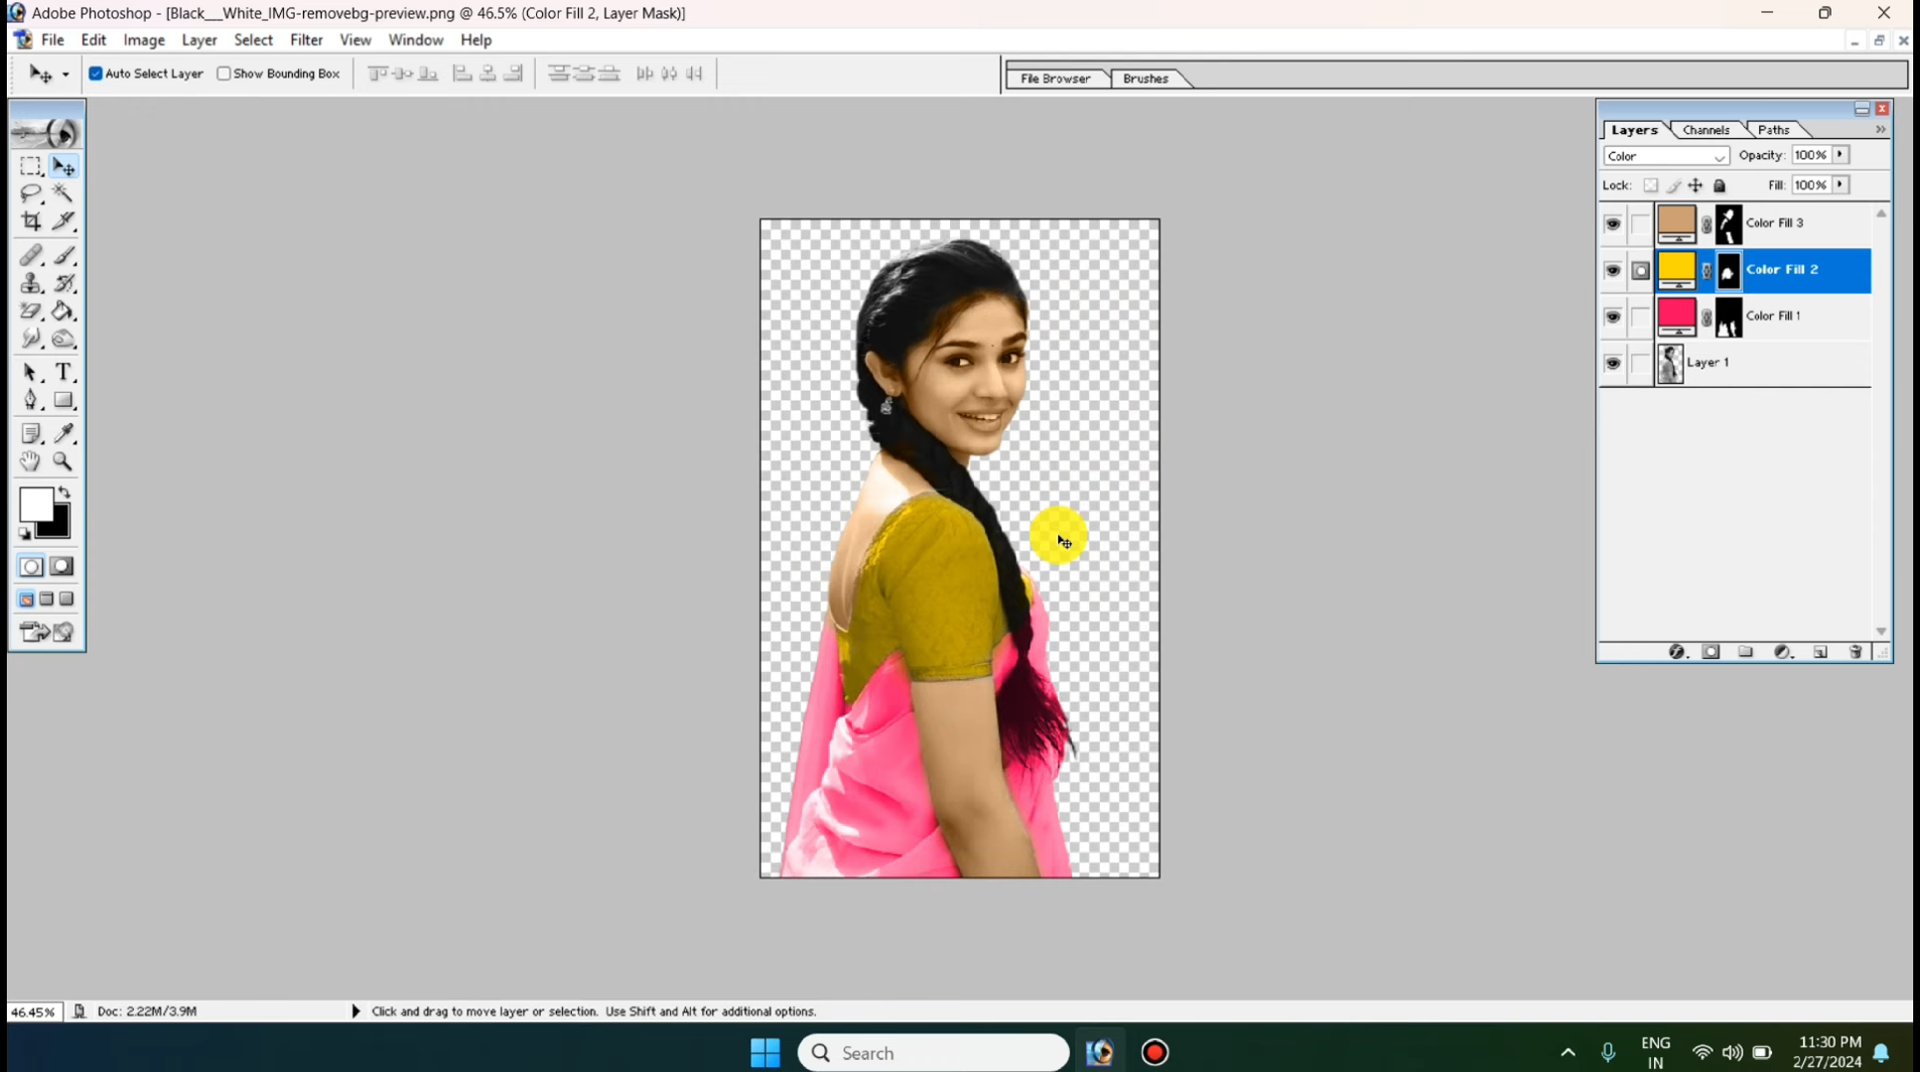 Adobe Photoshop - [Black___White_IMG-removebg-preview.png @ 46.5% (Color Fill 2, Layer Mask)]
File Edit Image Layer Select Filter View Window Help
Auto Select Layer Show Bounding Box File Browser Brushes
Layers Channels Paths
Color Opacity: 100%
Lock: Fill: 100%
Color Fill 3
Color Fill 2
Color Fill 1
Layer 1
T
46.45% Doc: 2.22M/3.9M Click and drag to move layer or selection. Use Shift and Alt for additional options.
Search
ENG
IN
11:30 PM
2/27/2024